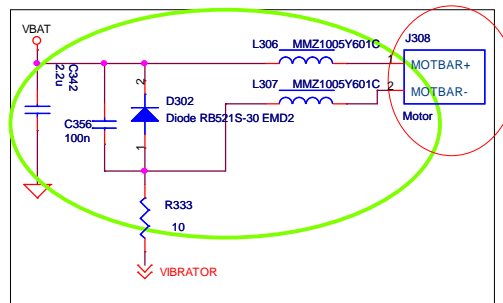 VBAT
C342
2.2u
C356
100n
2
D302
Diode RB521S-30 EMD2
1
L306 MMZ1005Y601C
L307 MMZ1005Y601C
J308
1 MOTBAR+
2 MOTBAR-
Motor
R333
10
VIBRATOR